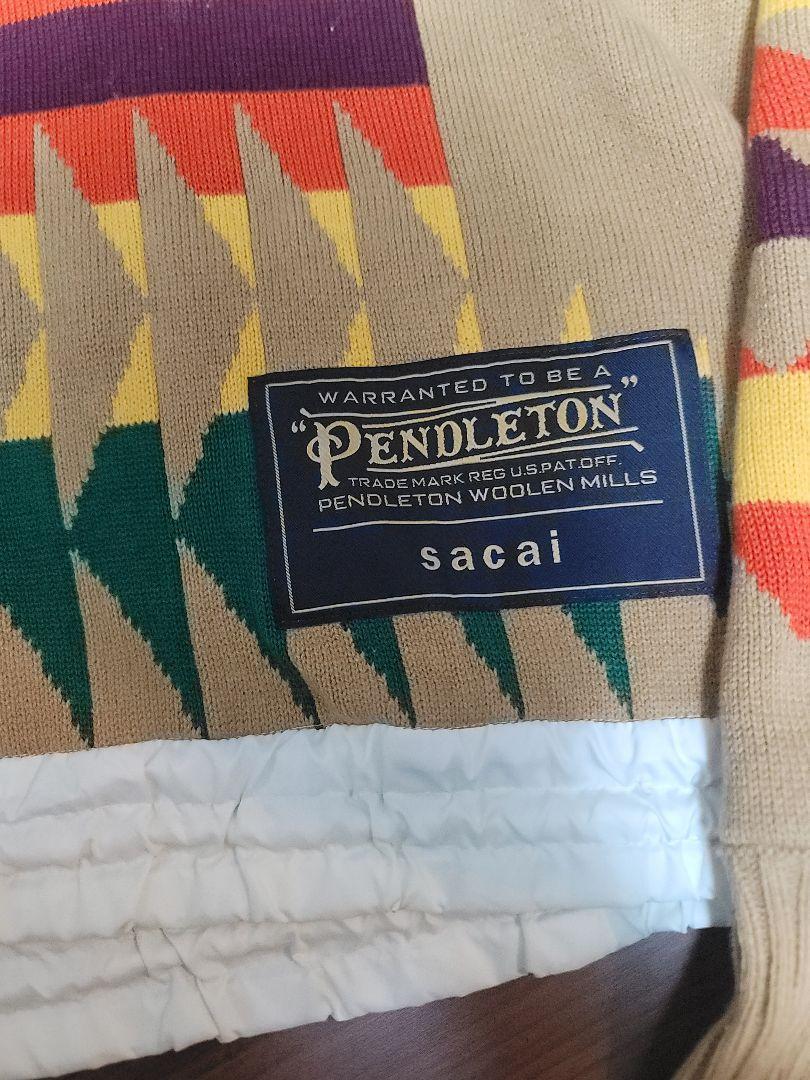 WARRANTED TO BE A
"PENDLETON"
TRADE MARK REG U.S.PAT.OFF.
PENDLETON WOOLEN MILLS
sacai